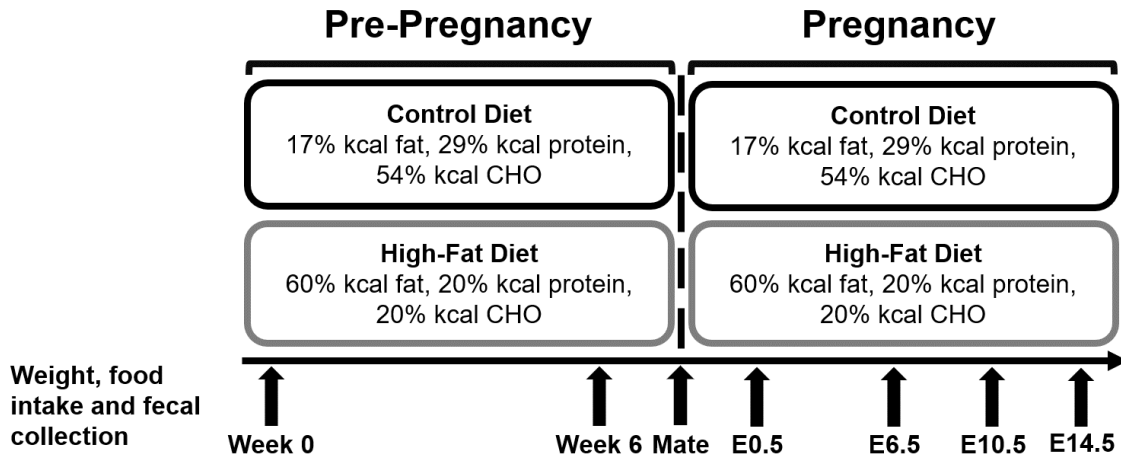 Pre-Pregnancy
Pregnancy
Control Diet
17% kcal fat, 29% kcal protein,
54% kcal CHO
Control Diet
17% kcal fat, 29% kcal protein,
54% kcal CHO
High-Fat Diet
60% kcal fat, 20% kcal protein,
20% kcal CHO
High-Fat Diet
60% kcal fat, 20% kcal protein,
20% kcal CHO
Weight, food
intake and fecal
collection
Week 0
Week 6
Mate
E0.5
E6.5
E10.5
E14.5